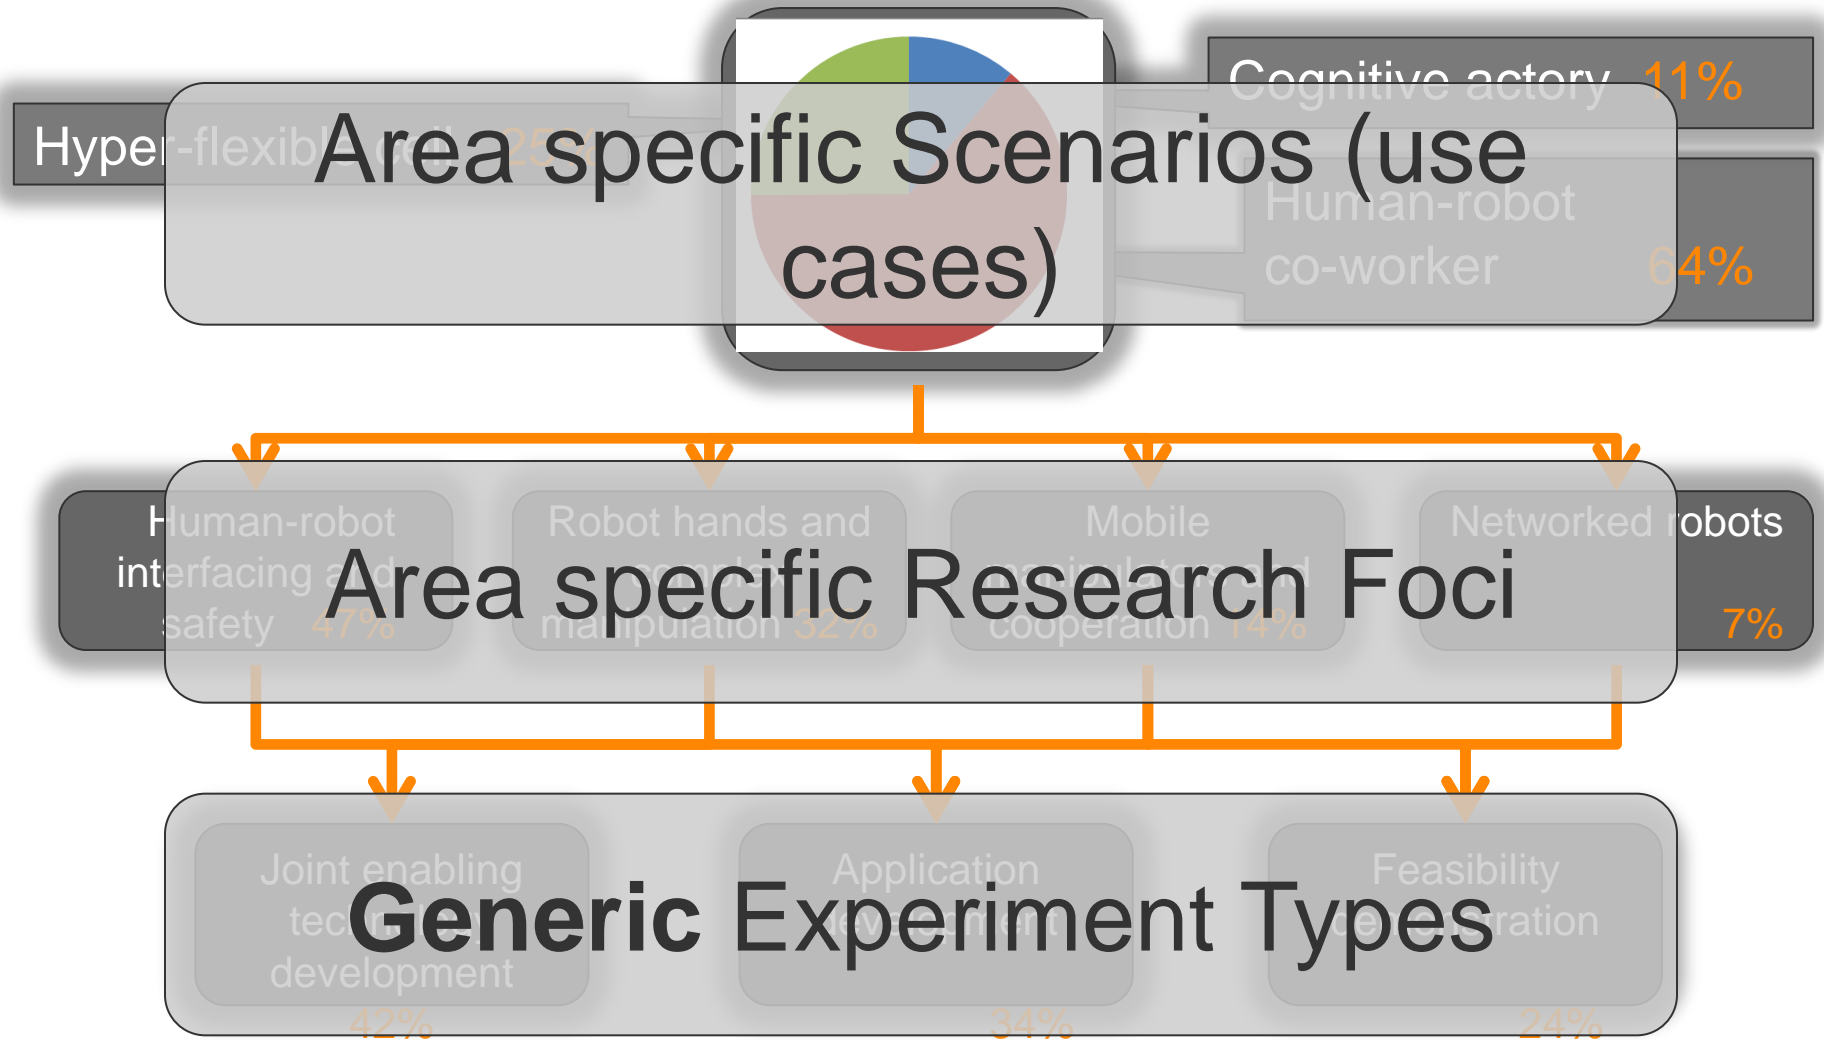 Cognitive actory 11%
Hyper-flexible cell 25%
Area specific Scenarios (use
cases)
Human-robot
co-worker 64%
Human-robot
interfacing and
safety 47%
Robot hands and
complex
manipulation 32%
Mobile
manipulators and
cooperation 14%
Networked robots
7%
Area specific Research Foci
Joint enabling
technology
development
42%
Application
development
34%
Feasibility
demonstration
24%
Generic Experiment Types